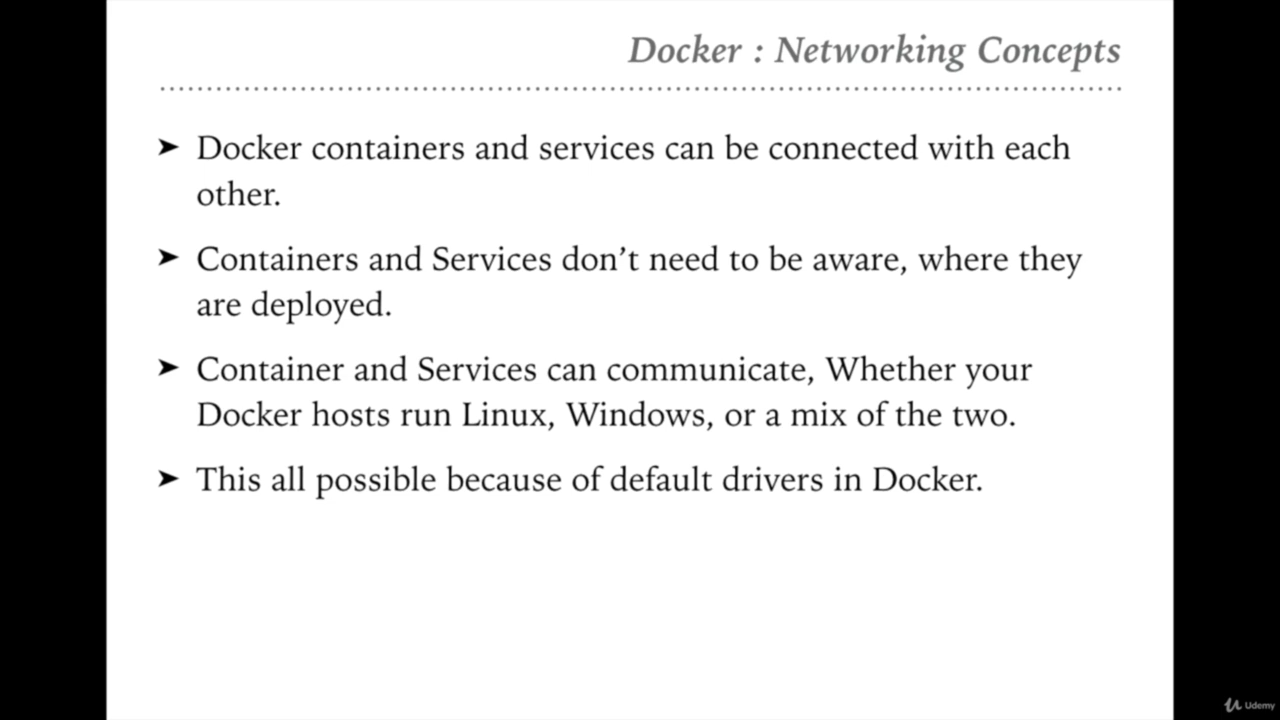 Docker : Networking Concepts
➤ Docker containers and services can be connected with each
other.
➤ Containers and Services don’t need to be aware, where they
are deployed.
➤ Container and Services can communicate, Whether your
Docker hosts run Linux, Windows, or a mix of the two.
➤ This all possible because of default drivers in Docker.
Udemy